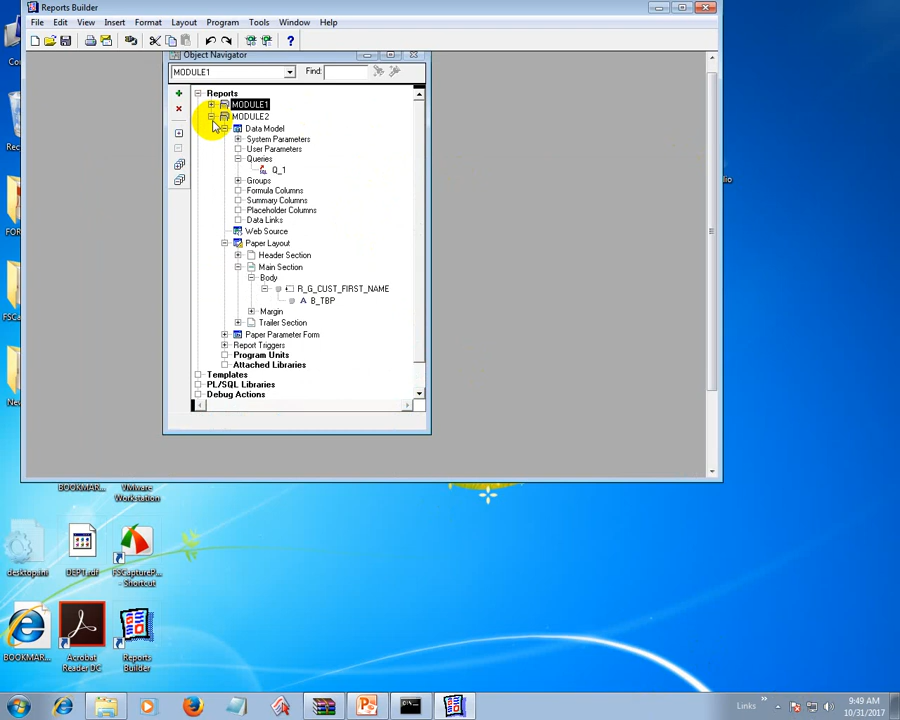 Reports Builder
File Edit View Insert Format Layout Program Tools Window Help
Object Navigator
MODULE1
Find:
Reports
MODULE1
MODULE2
Data Model
System Parameters
User Parameters
Queries
Q_1
Groups
Formula Columns
Summary Columns
Placeholder Columns
Data Links
Web Source
Paper Layout
Header Section
Main Section
Body
R_G_CUST_FIRST_NAME
B_TBP
Margin
Trailer Section
Paper Parameter Form
Report Triggers
Program Units
Attached Libraries
Templates
PL/SQL Libraries
Debug Actions
BOOKMAR...
VMware Workstation
desktop.ini
DEPT.rdf
FSCaptureP... - Shortcut
BOOKMAR...
Acrobat Reader DC
Reports Builder
Links
9:49 AM
10/31/2017